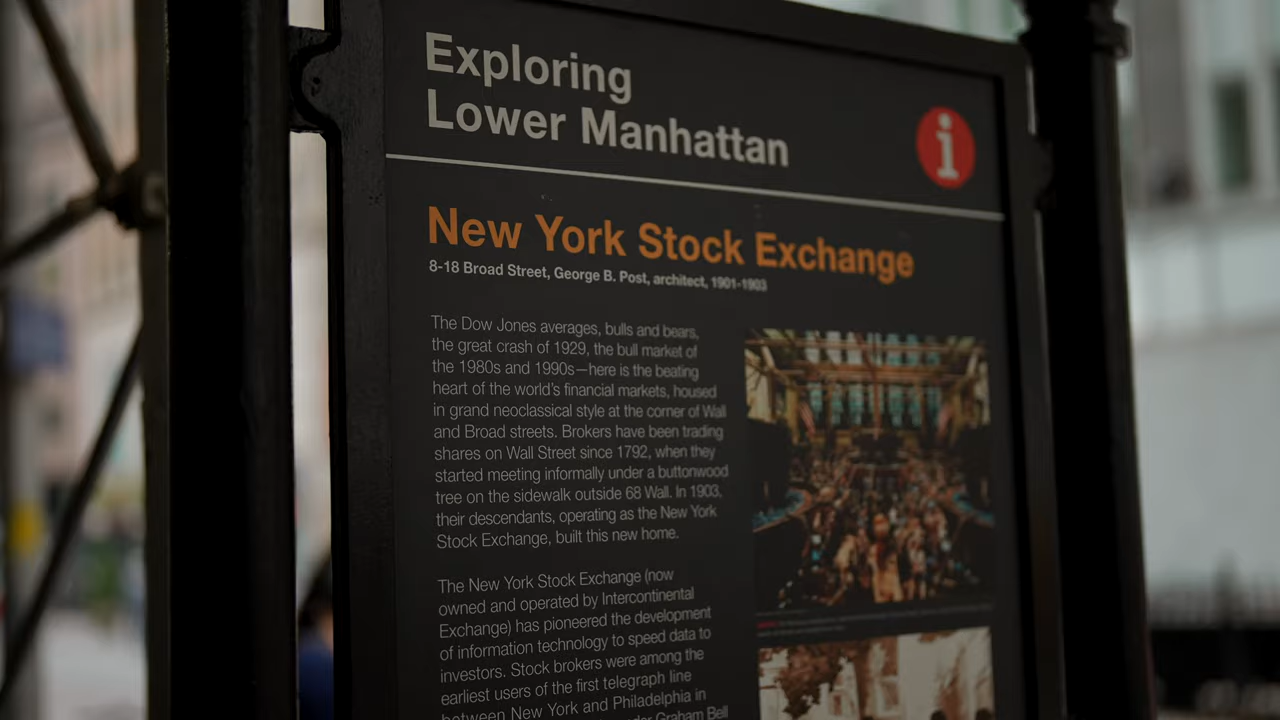 Exploring
Lower Manhattan
i
New York Stock Exchange
8-18 Broad Street, George B. Post, architect, 1901-1903
The Dow Jones averages, bulls and bears,
the great crash of 1929, the bull market of
the 1980s and 1990s—here is the beating
heart of the world's financial markets, housed
in grand neoclassical style at the corner of Wall
and Broad streets. Brokers have been trading
shares on Wall Street since 1792, when they
started meeting informally under a buttonwood
tree on the sidewalk outside 68 Wall. In 1903,
their descendants, operating as the New York
Stock Exchange, built this new home.
The New York Stock Exchange (now
owned and operated by Intercontinental
Exchange) has pioneered the development
of information technology to speed data to
investors. Stock brokers were among the
earliest users of the first telegraph line
between New York and Philadelphia in
Graham Bell